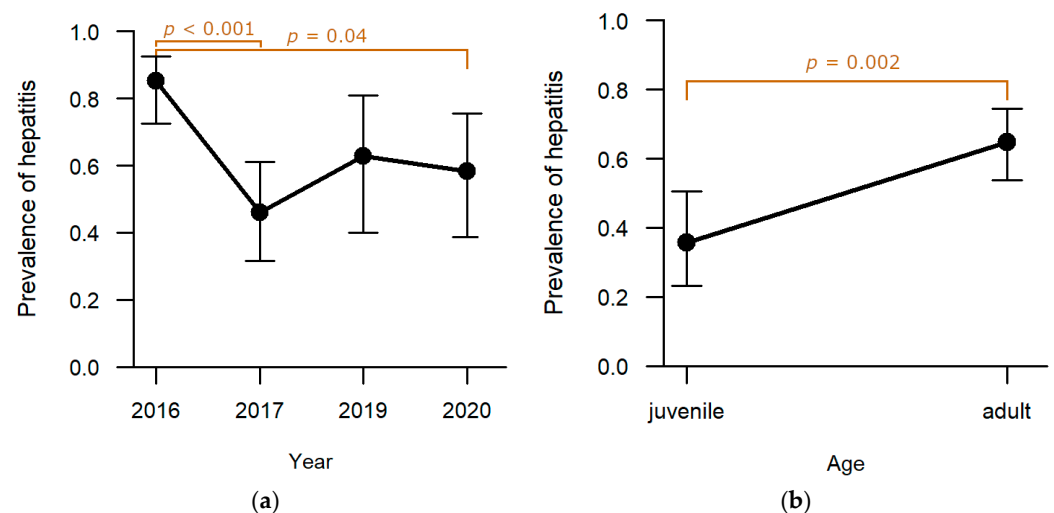 Prevalence of hepatitis
1.0
0.8
0.6
0.4
0.2
0.0
p < 0.001
p = 0.04
2016 2017 2019 2020
Year
(a)
Prevalence of hepatitis
1.0
0.8
0.6
0.4
0.2
0.0
p = 0.002
juvenile adult
Age
(b)